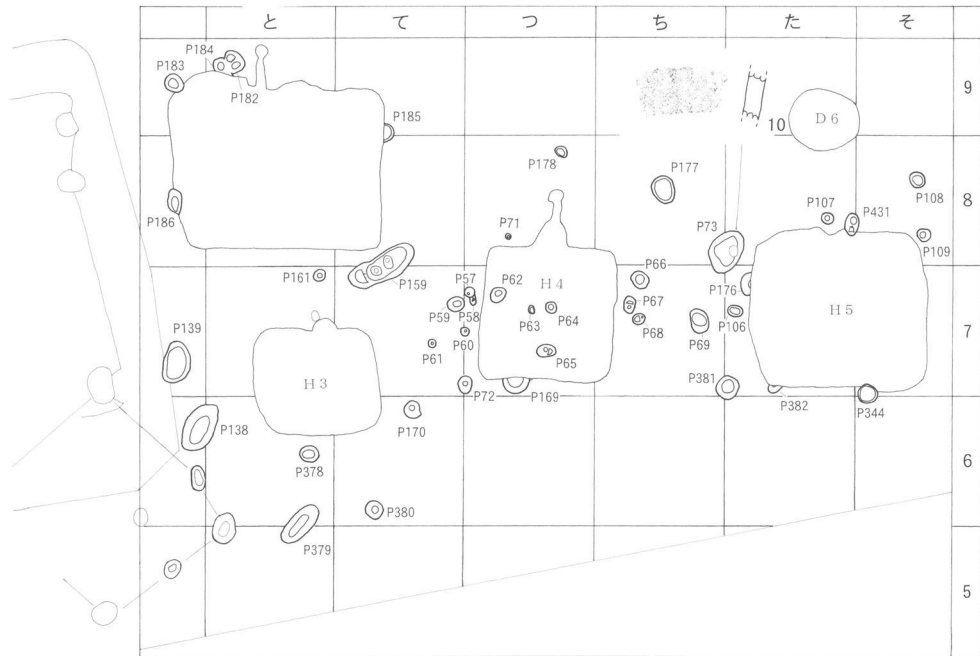 と て つ ち た そ
P184
P183
P182
9
P185
10
D6
P178
P177
P108
8
P107
P431
P186
P71
P73
P109
P161
P159
P57
P62
H4
P66
P176
P59
P58
P63
P64
P67
H5
P60
P68
P69
P106
7
P139
P61
P65
H3
P72
P169
P381
P382
P344
P138
P170
P378
6
P380
P379
5